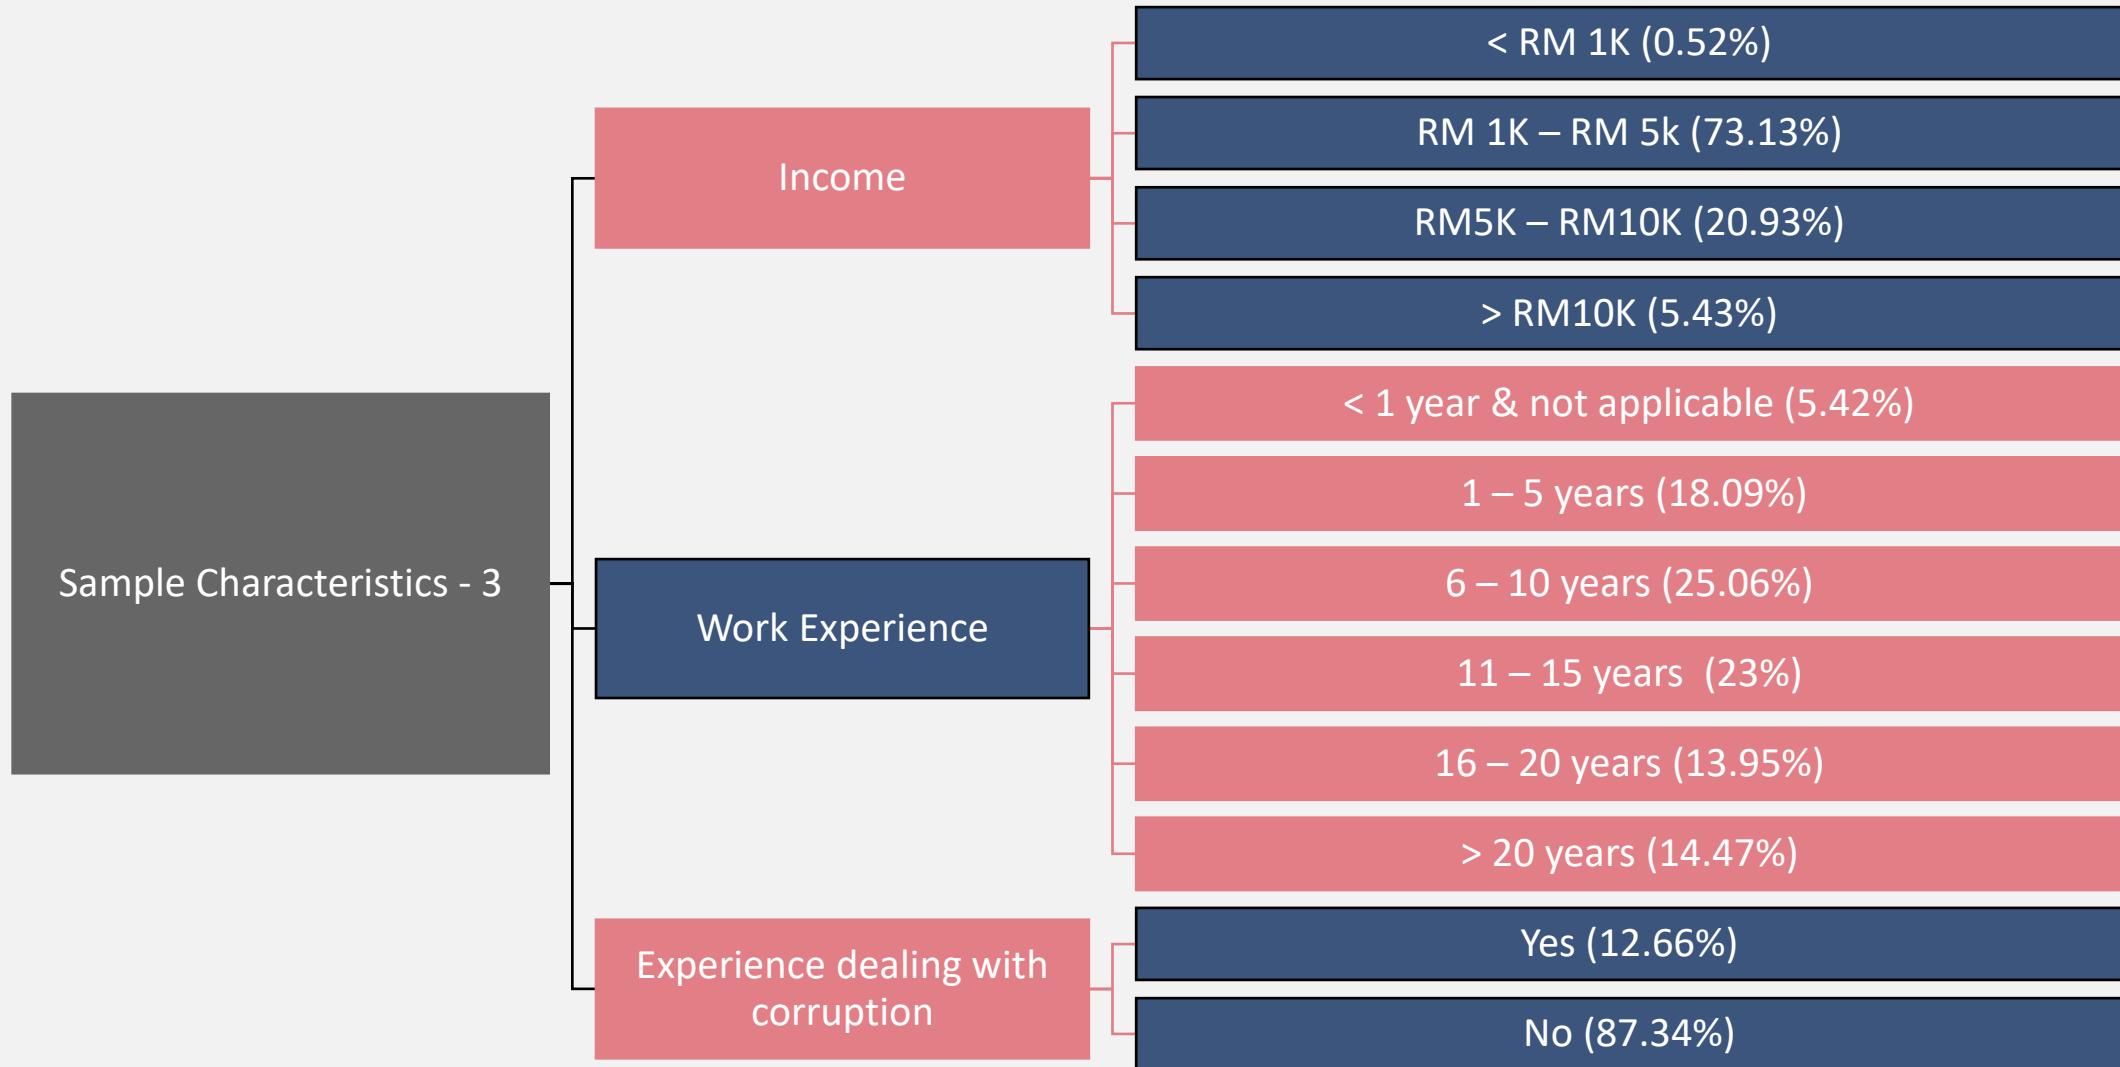 Sample Characteristics - 3
Income
< RM 1K (0.52%)
RM 1K – RM 5k (73.13%)
RM5K – RM10K (20.93%)
> RM10K (5.43%)
Work Experience
< 1 year & not applicable (5.42%)
1 – 5 years (18.09%)
6 – 10 years (25.06%)
11 – 15 years  (23%)
16 – 20 years (13.95%)
> 20 years (14.47%)
Experience dealing with
corruption
Yes (12.66%)
No (87.34%)